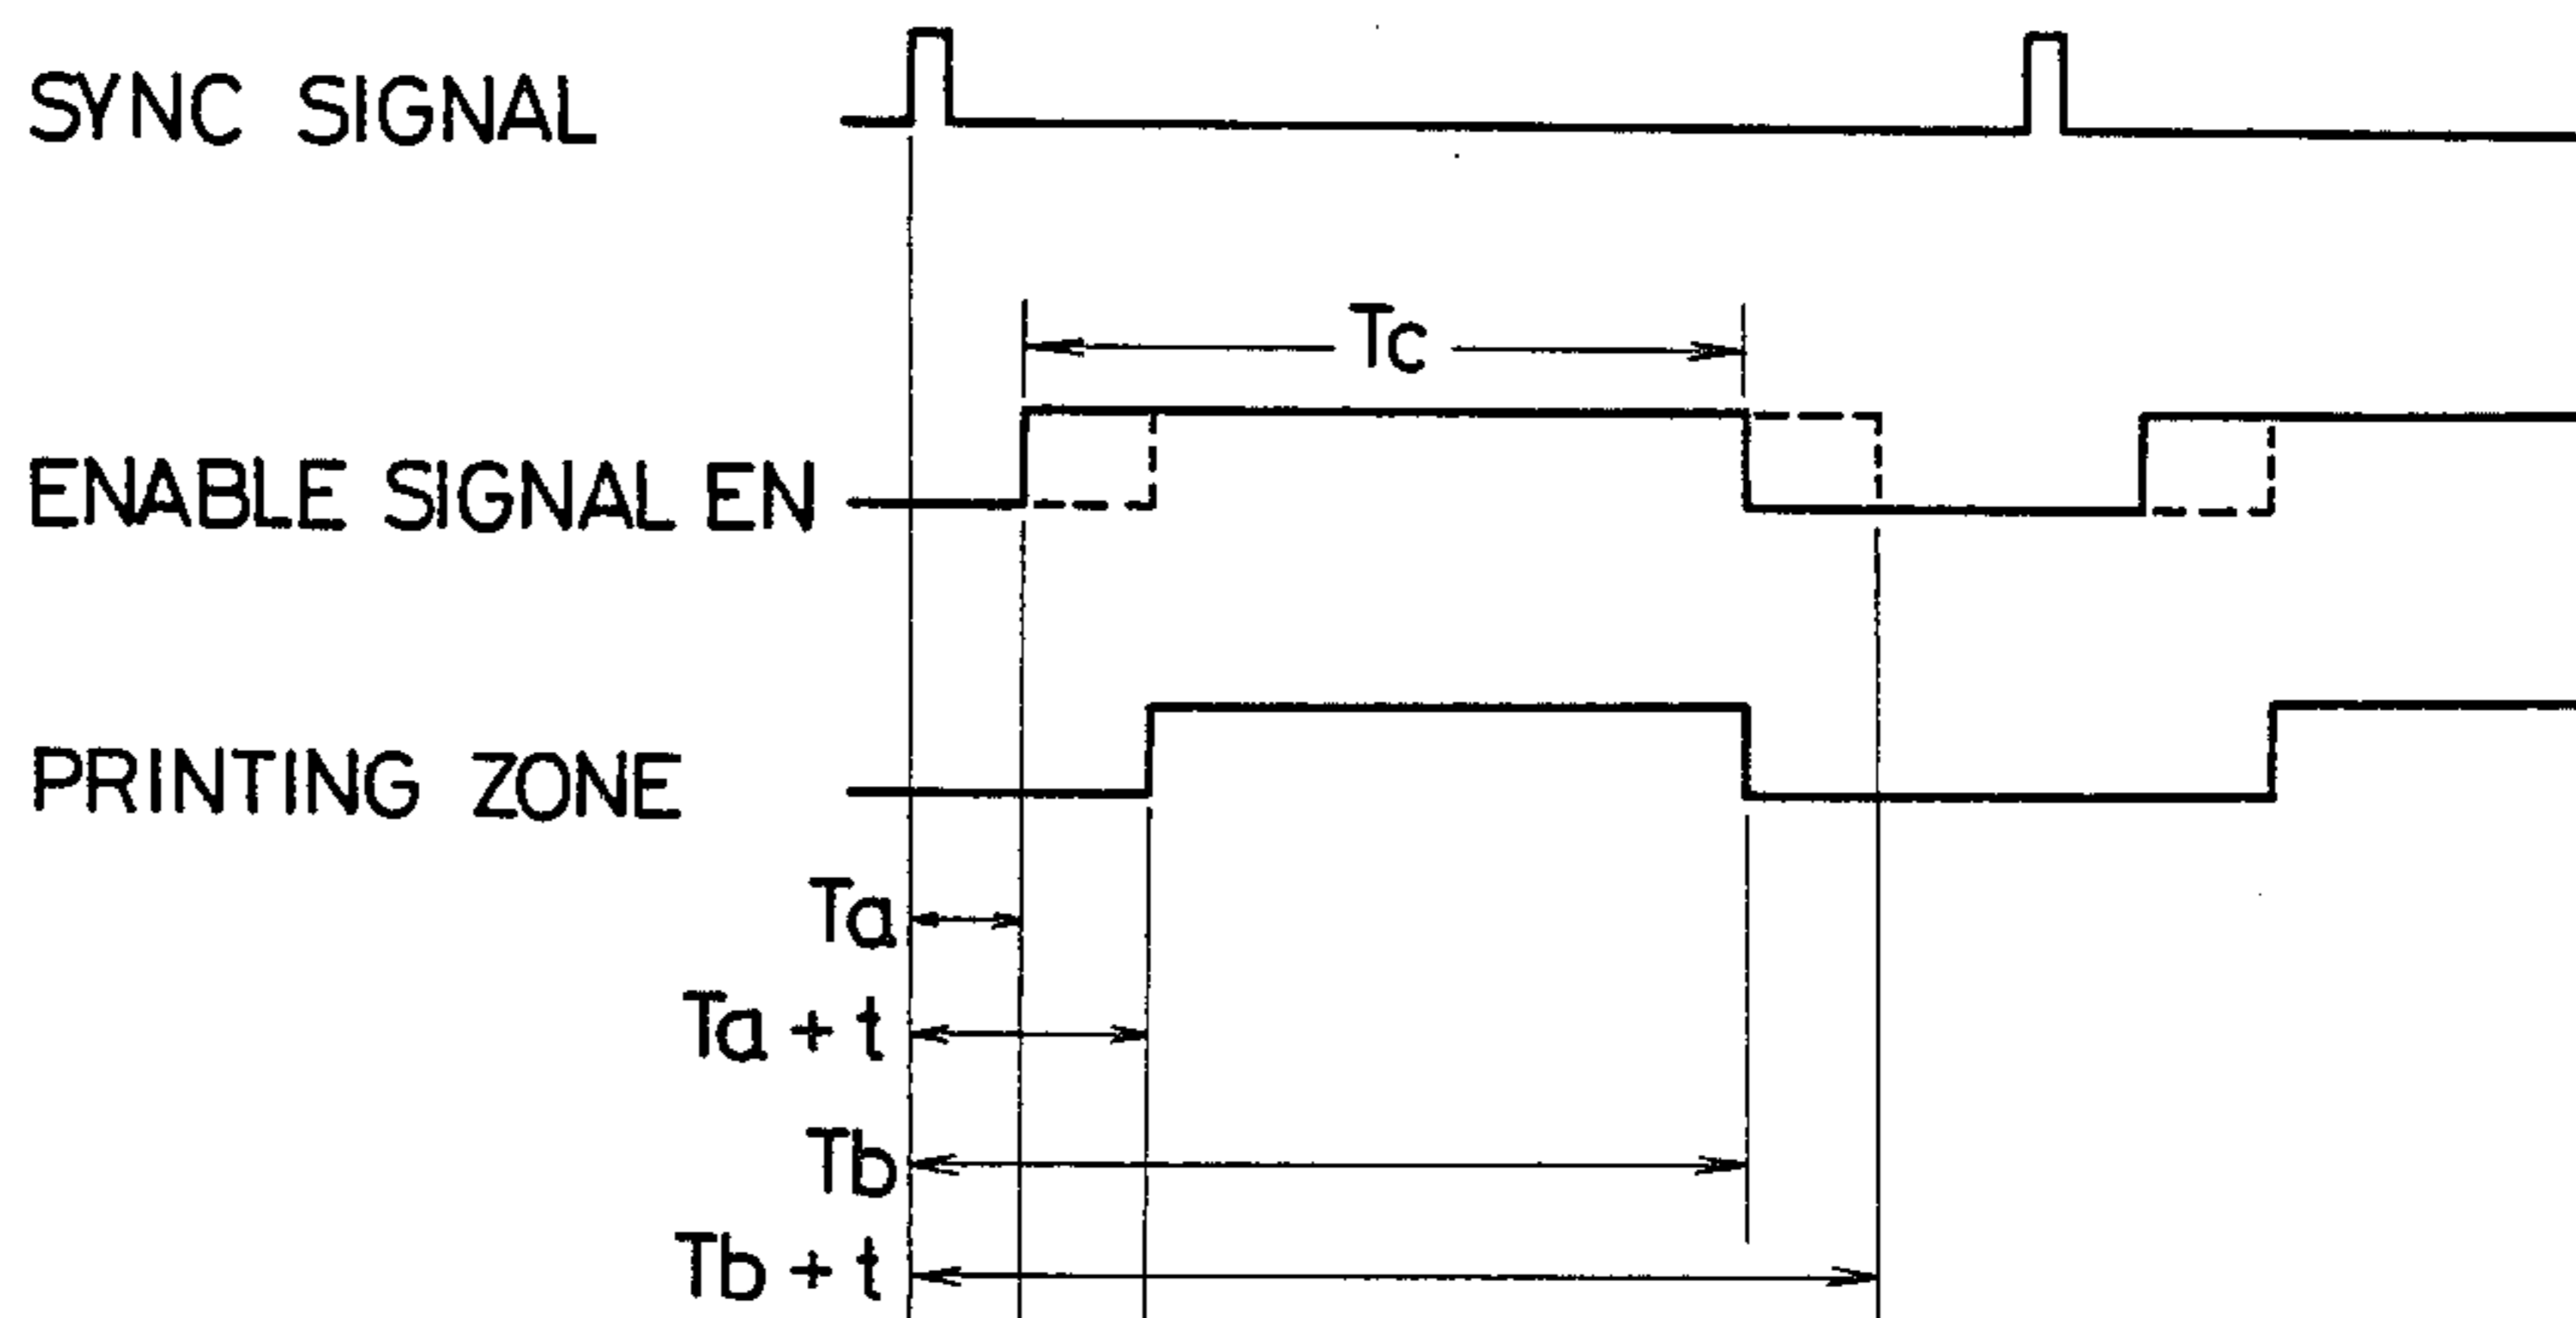 SYNC SIGNAL
Tc
ENABLE SIGNAL EN
PRINTING ZONE
Ta
Ta + t
Tb
Tb + t